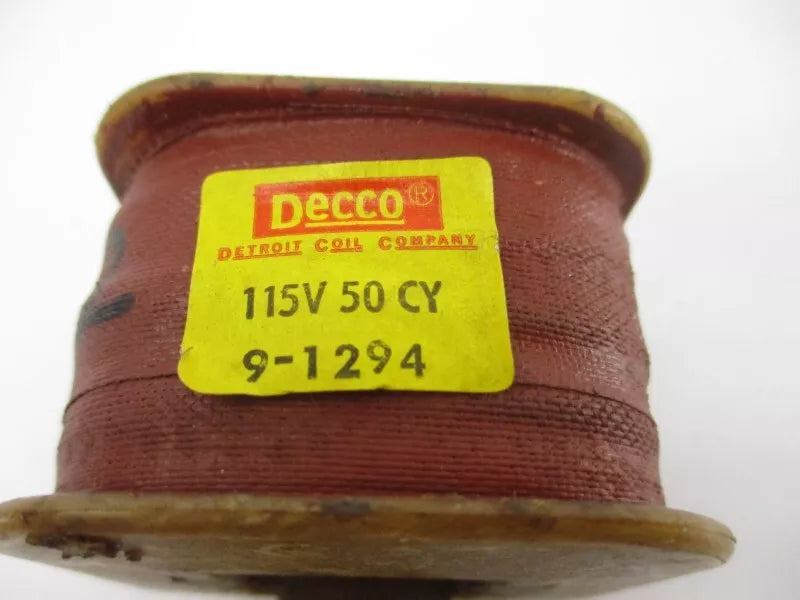 Decco®
DETROIT COIL COMPANY
115V 50 CY
9-1294